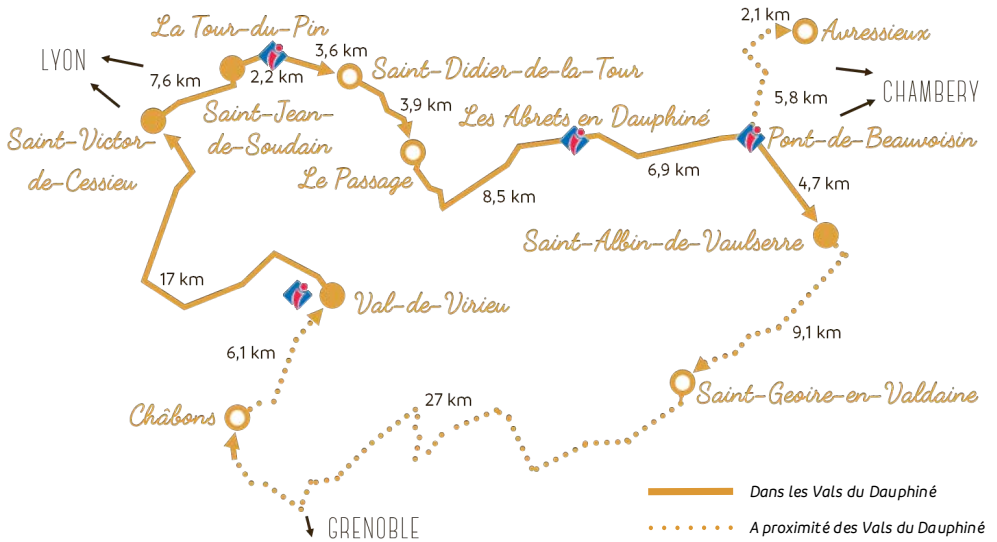 2,1 km
La Tour-du-Pin
Avressieux
3,6 km
LYON
Saint-Didier-de-la-Tour
7,6 km
2,2 km
CHAMBERY
5,8 km
3,9 km
Saint-Jean-
de-Soudain
Les Abrets en Dauphiné
Saint-Victor-
de-Cessieu
Pont-de-Beauvoisin
Le Passage
6,9 km
4,7 km
8,5 km
Saint-Albin-de-Vaulserre
17 km
Val-de-Virieu
9,1 km
6,1 km
Saint-Geoire-en-Valdaine
27 km
Châbons
Dans les Vals du Dauphiné
GRENOBLE
A proximité des Vals du Dauphiné